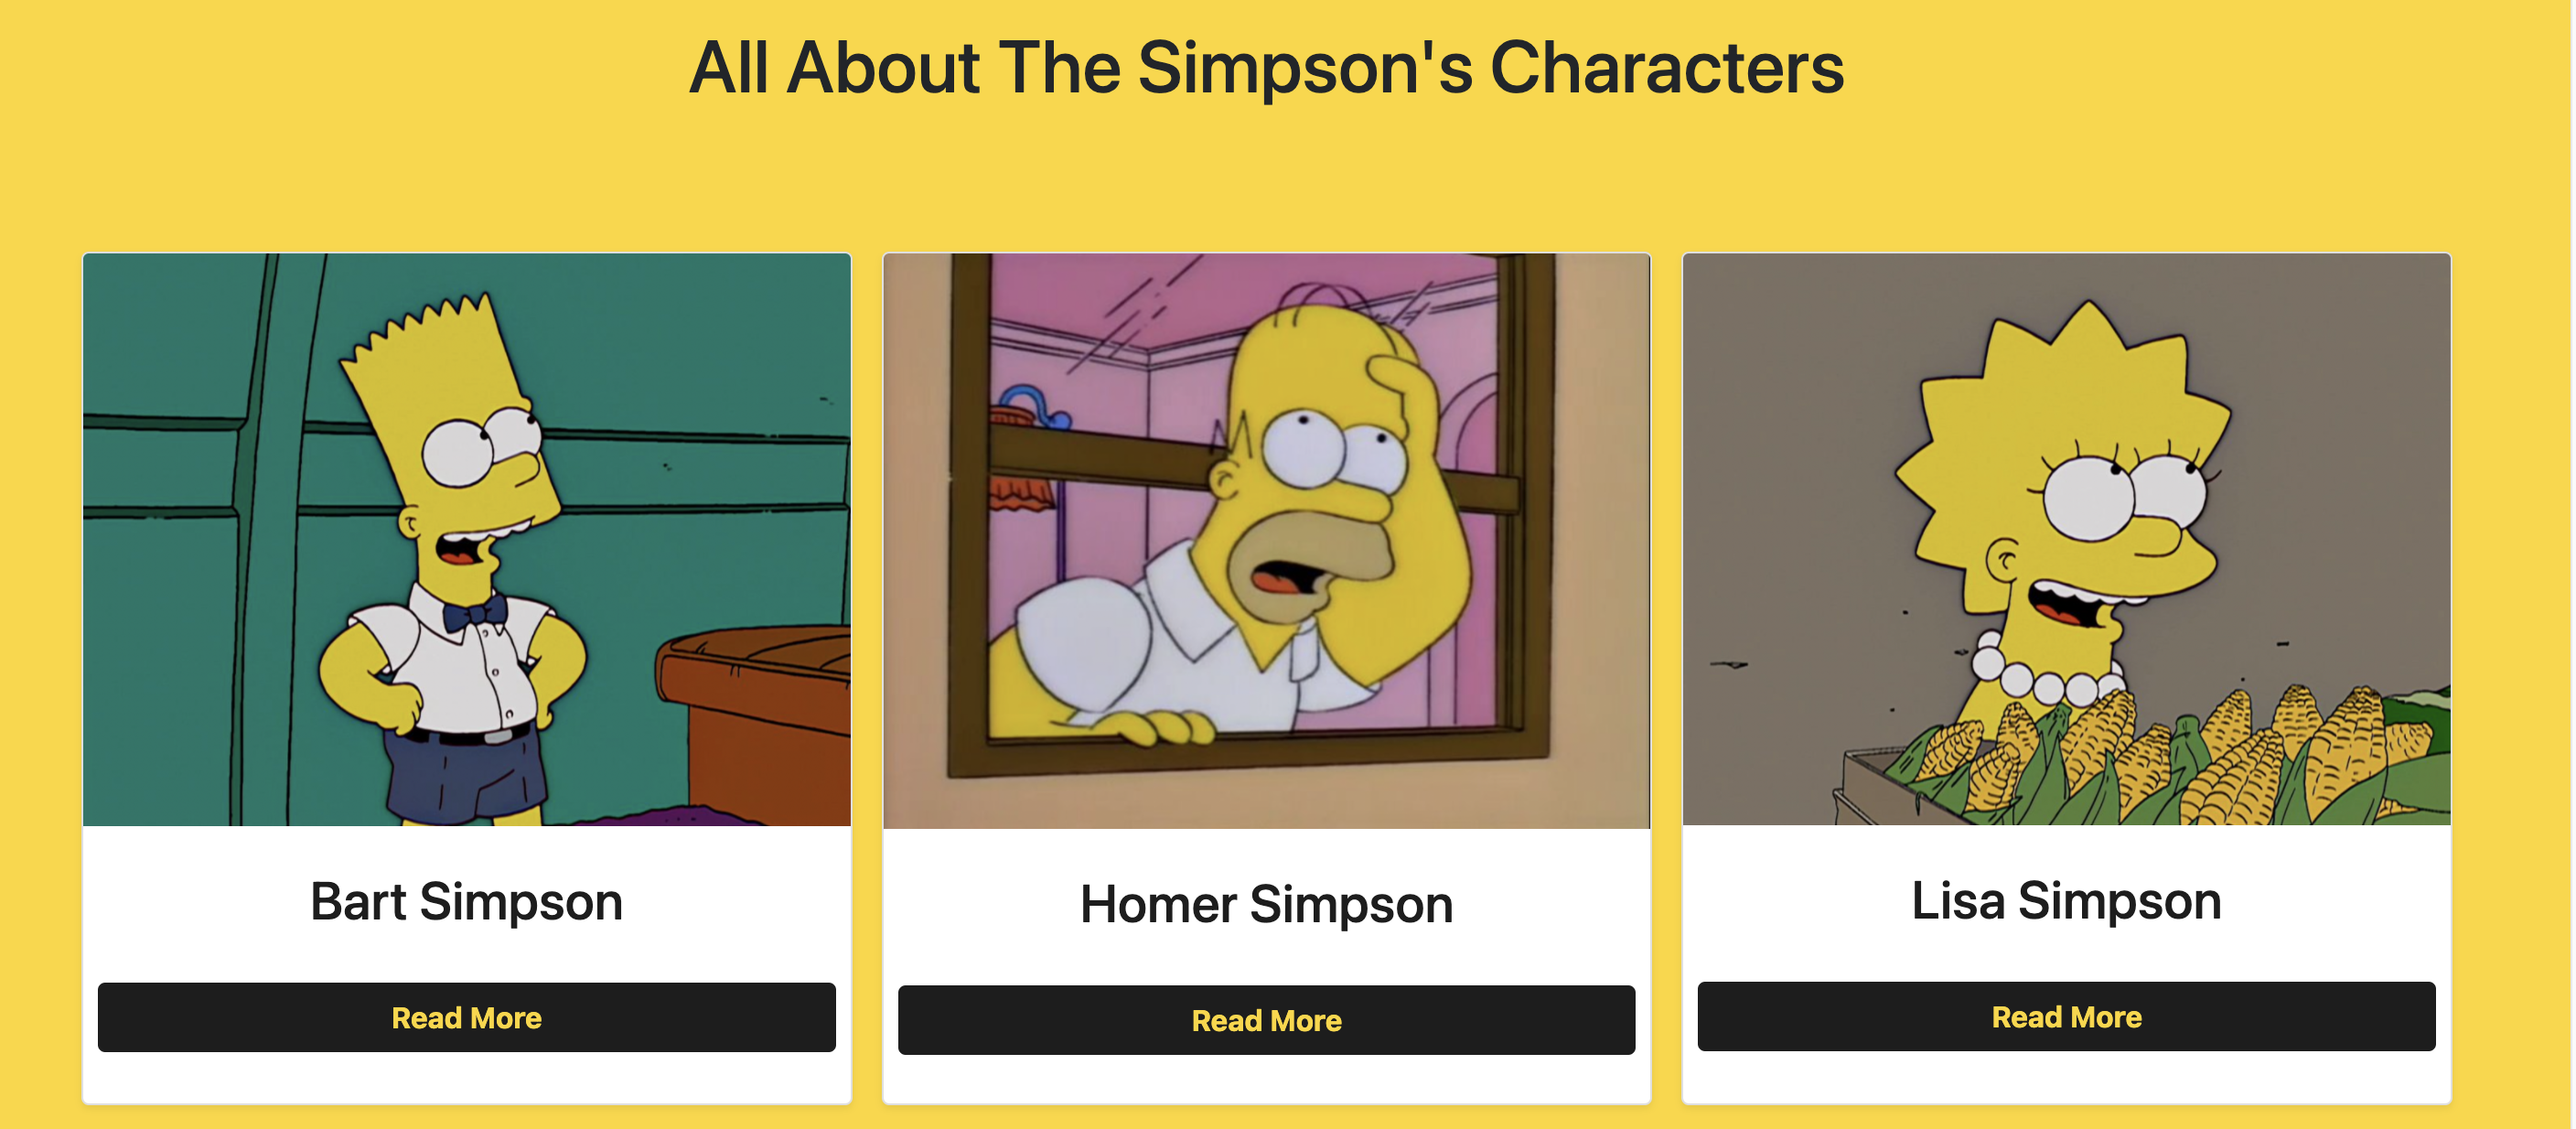 All About The Simpson's Characters
Bart Simpson
Read More
Homer Simpson
Read More
Lisa Simpson
Read More